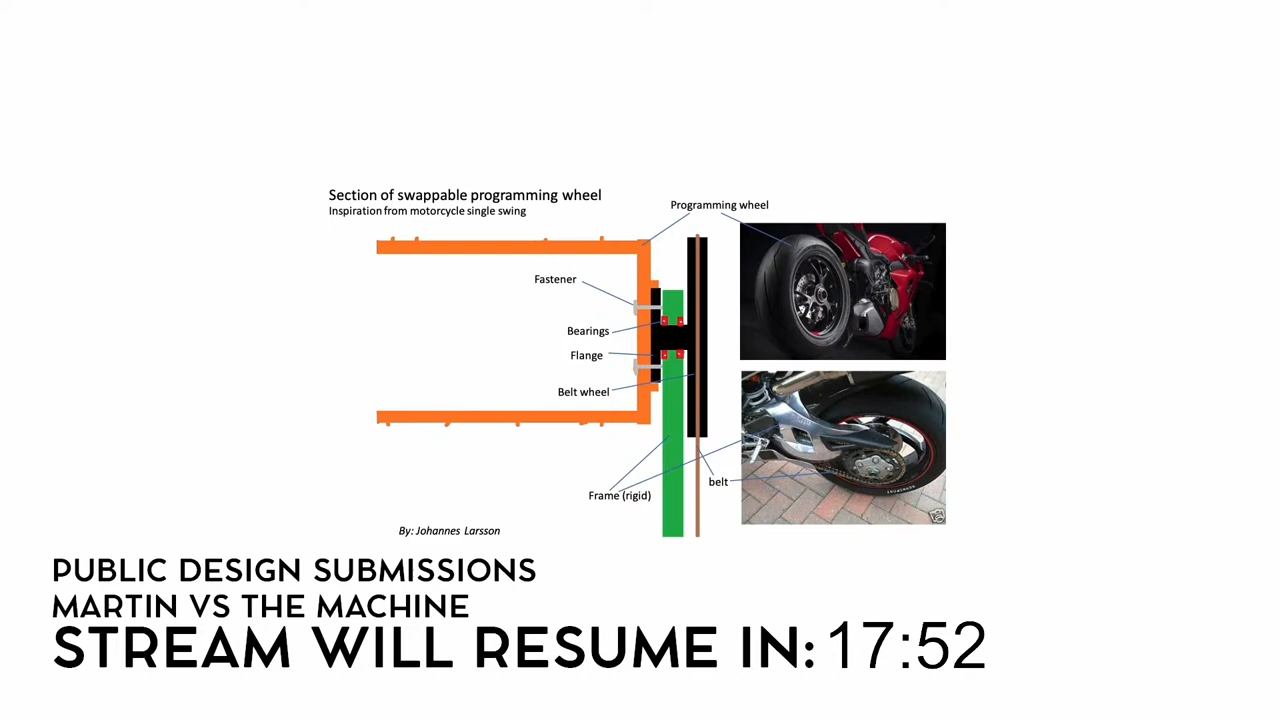 Section of swappable programming wheel
Inspiration from motorcycle single swing
Programming wheel
Fastener
Bearings
Flange
Belt wheel
belt
Frame (rigid)
By: Johannes Larsson
PUBLIC DESIGN SUBMISSIONS
MARTIN VS THE MACHINE
STREAM WILL RESUME IN: 17:52